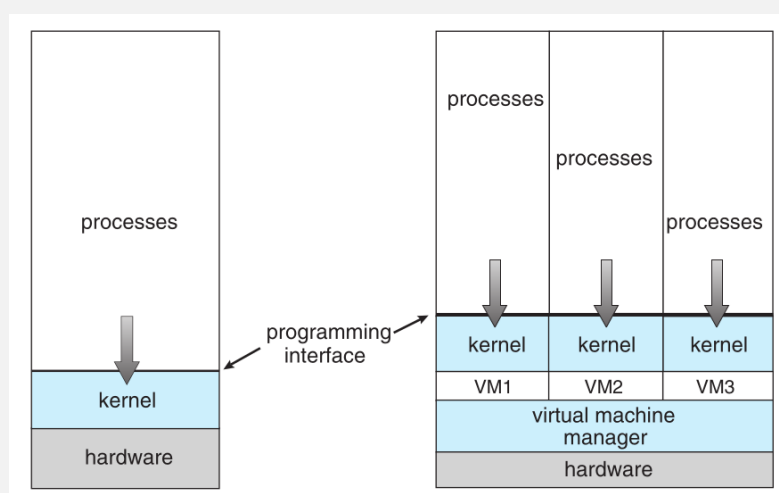 processes
kernel
hardware
programming
interface
processes
processes
processes
kernel
kernel
kernel
VM1
VM2
VM3
virtual machine
manager
hardware